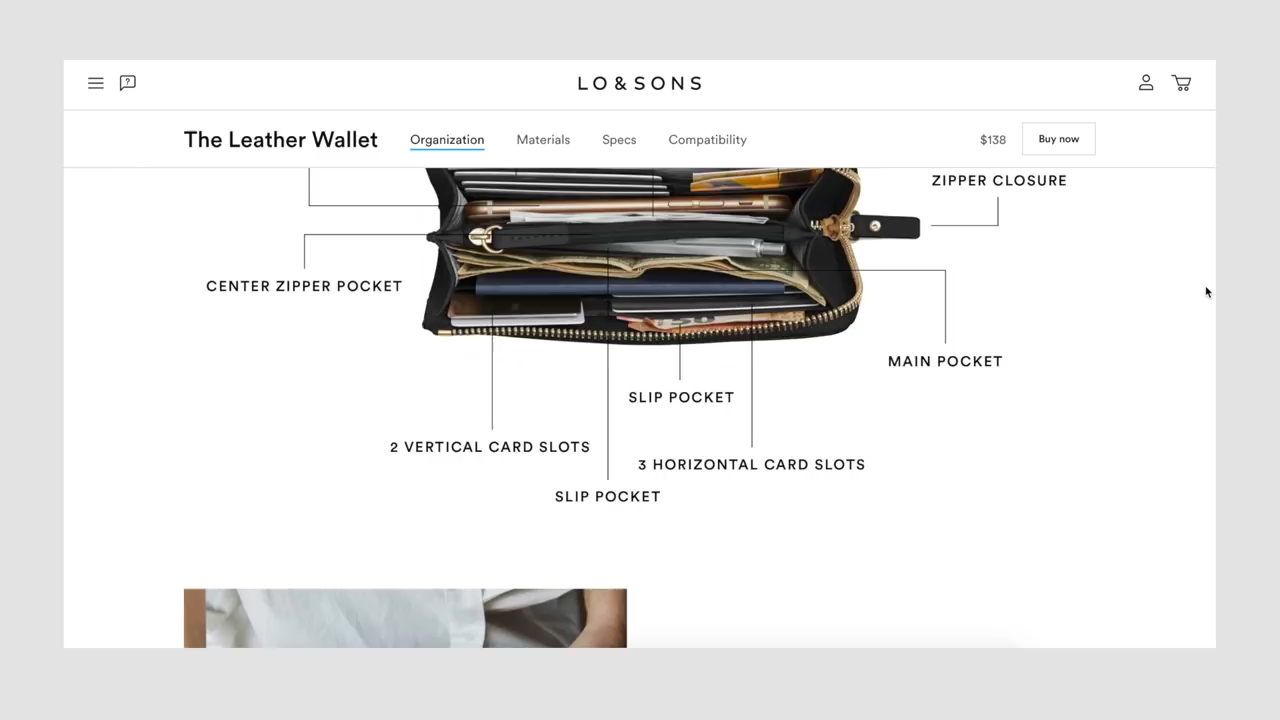 LO & SONS
The Leather Wallet
Organization
Materials
Specs
Compatibility
$138
Buy now
ZIPPER CLOSURE
CENTER ZIPPER POCKET
MAIN POCKET
SLIP POCKET
2 VERTICAL CARD SLOTS
3 HORIZONTAL CARD SLOTS
SLIP POCKET